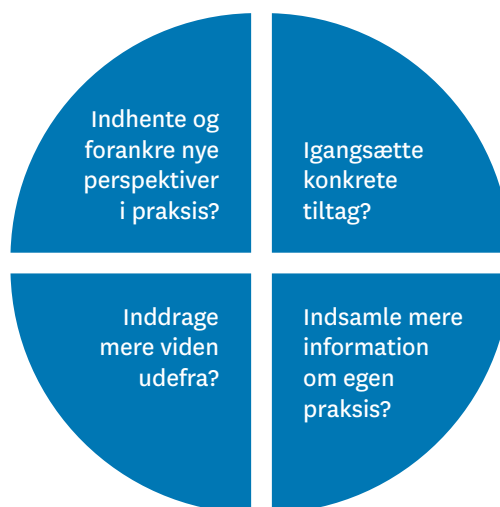 Indhente og
forankre nye
perspektiver
i praksis?
Igangsætte
konkrete
tiltag?
Inddrage
mere viden
udefra?
Indsamle mere
information
om egen
praksis?